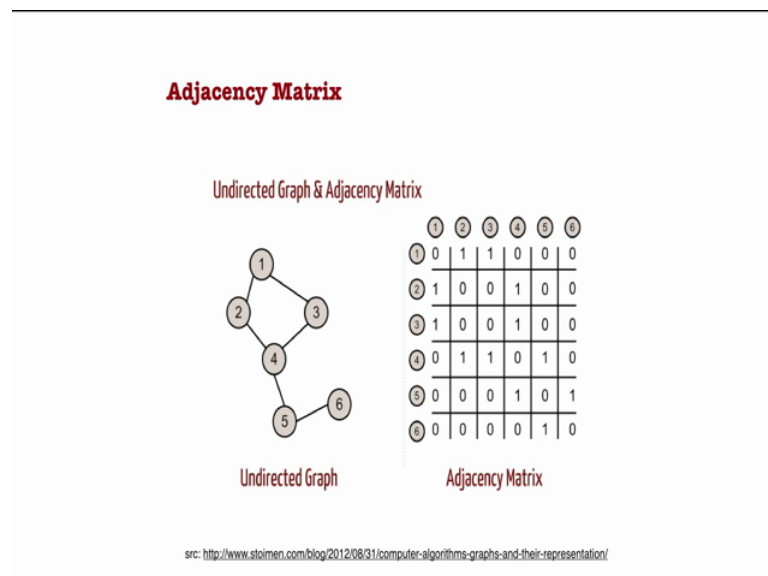 Adjacency Matrix
Undirected Graph & Adjacency Matrix
1 2 3 4 5 6
1 0 1 1 0 0 0
2 1 0 0 1 0 0
3 1 0 0 1 0 0
4 0 1 1 0 1 0
5 0 0 0 1 0 1
6 0 0 0 0 1 0
1
2
3
4
5
6
Undirected Graph
Adjacency Matrix
src: http://www.stoimen.com/blog/2012/08/31/computer-algorithms-graphs-and-their-representation/